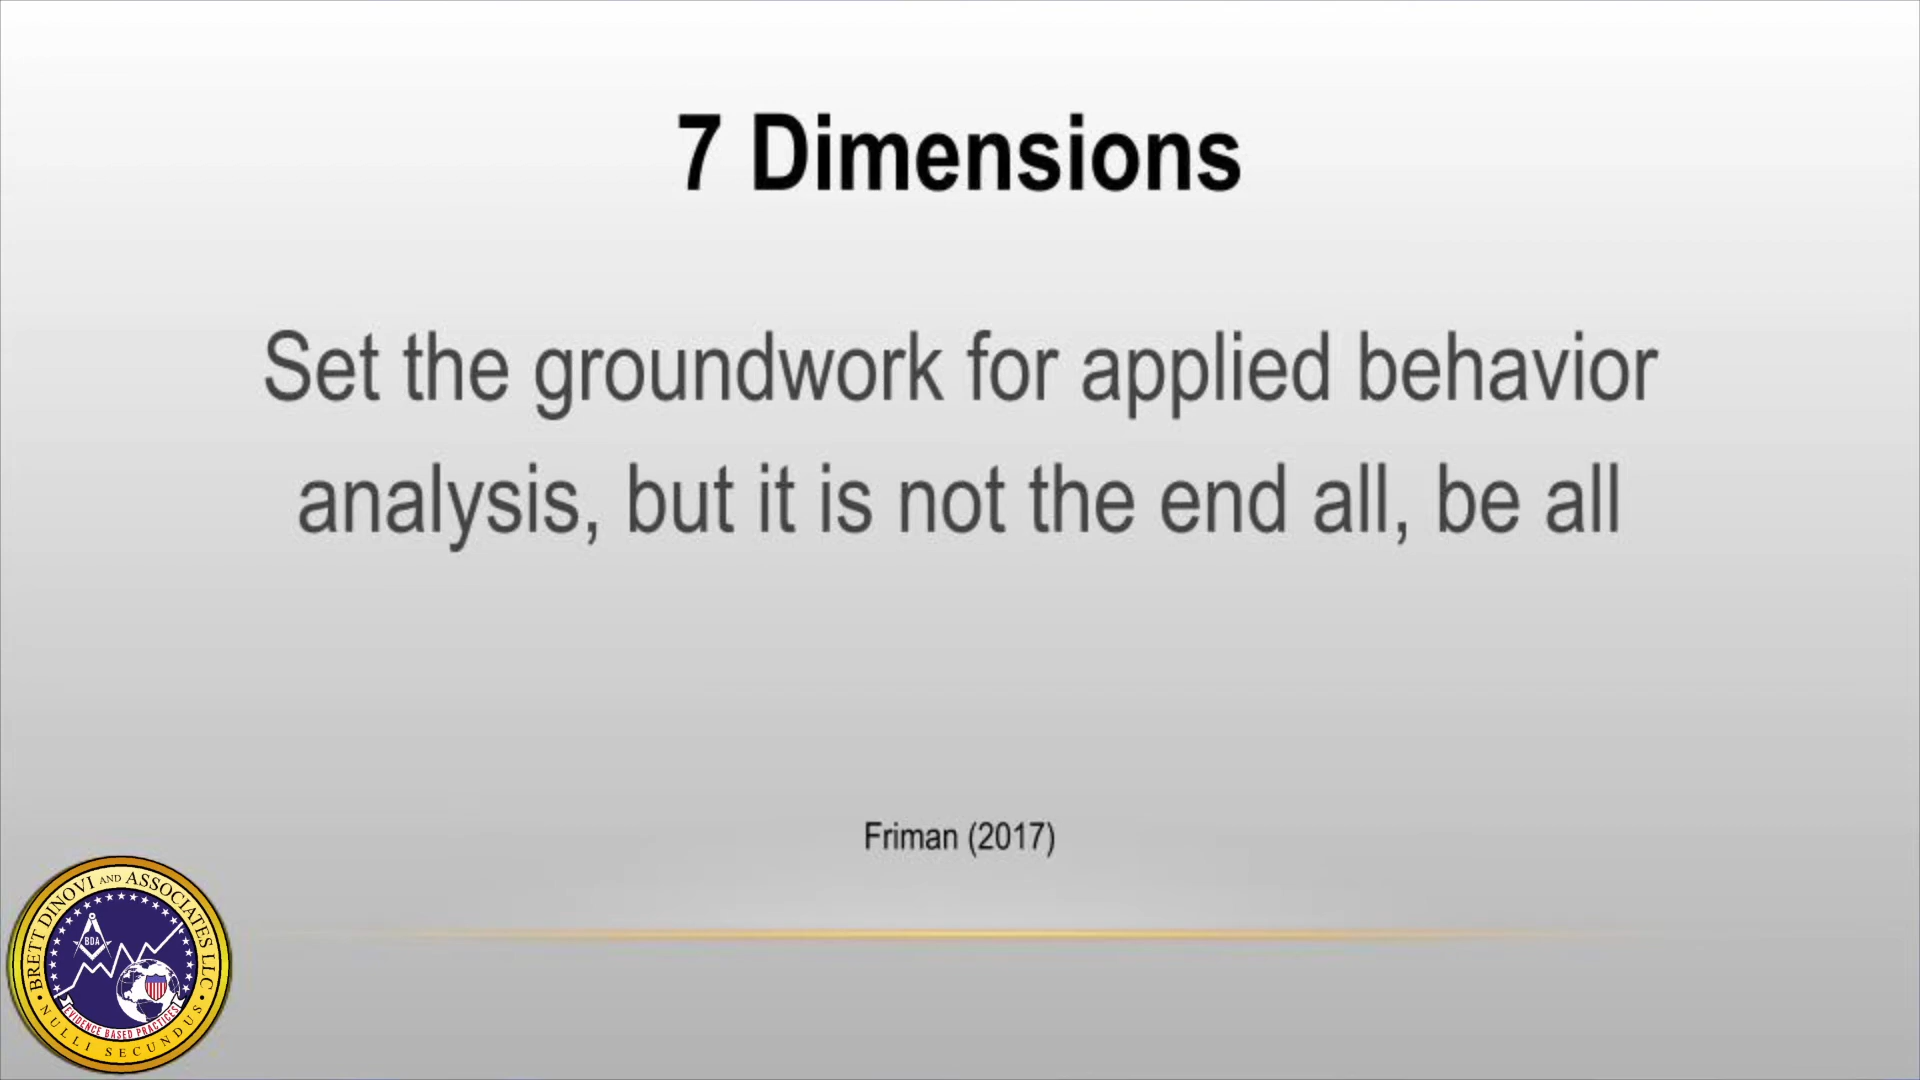 7 Dimensions
Set the groundwork for applied behavior
analysis, but it is not the end all, be all
Friman (2017)
BRETT DINOVI AND ASSOCIATES LLC
BDA
EVIDENCE BASED PRACTICES
NULLI SECUNDUS